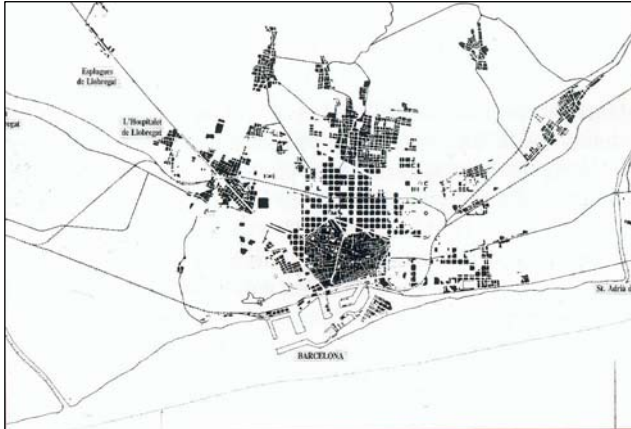 Esplugues
de Llobregat
L'Hospitalet
de Llobregat
St. Adrià d
BARCELONA